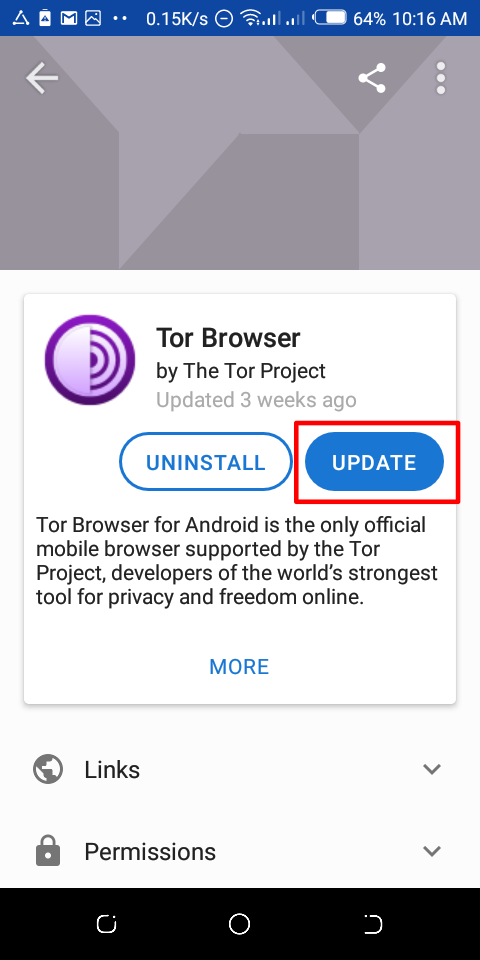 0.15K/s 64% 10:16 AM
Tor Browser
by The Tor Project
Updated 3 weeks ago
UNINSTALL UPDATE
Tor Browser for Android is the only official
mobile browser supported by the Tor
Project, developers of the world’s strongest
tool for privacy and freedom online.
MORE
Links
Permissions